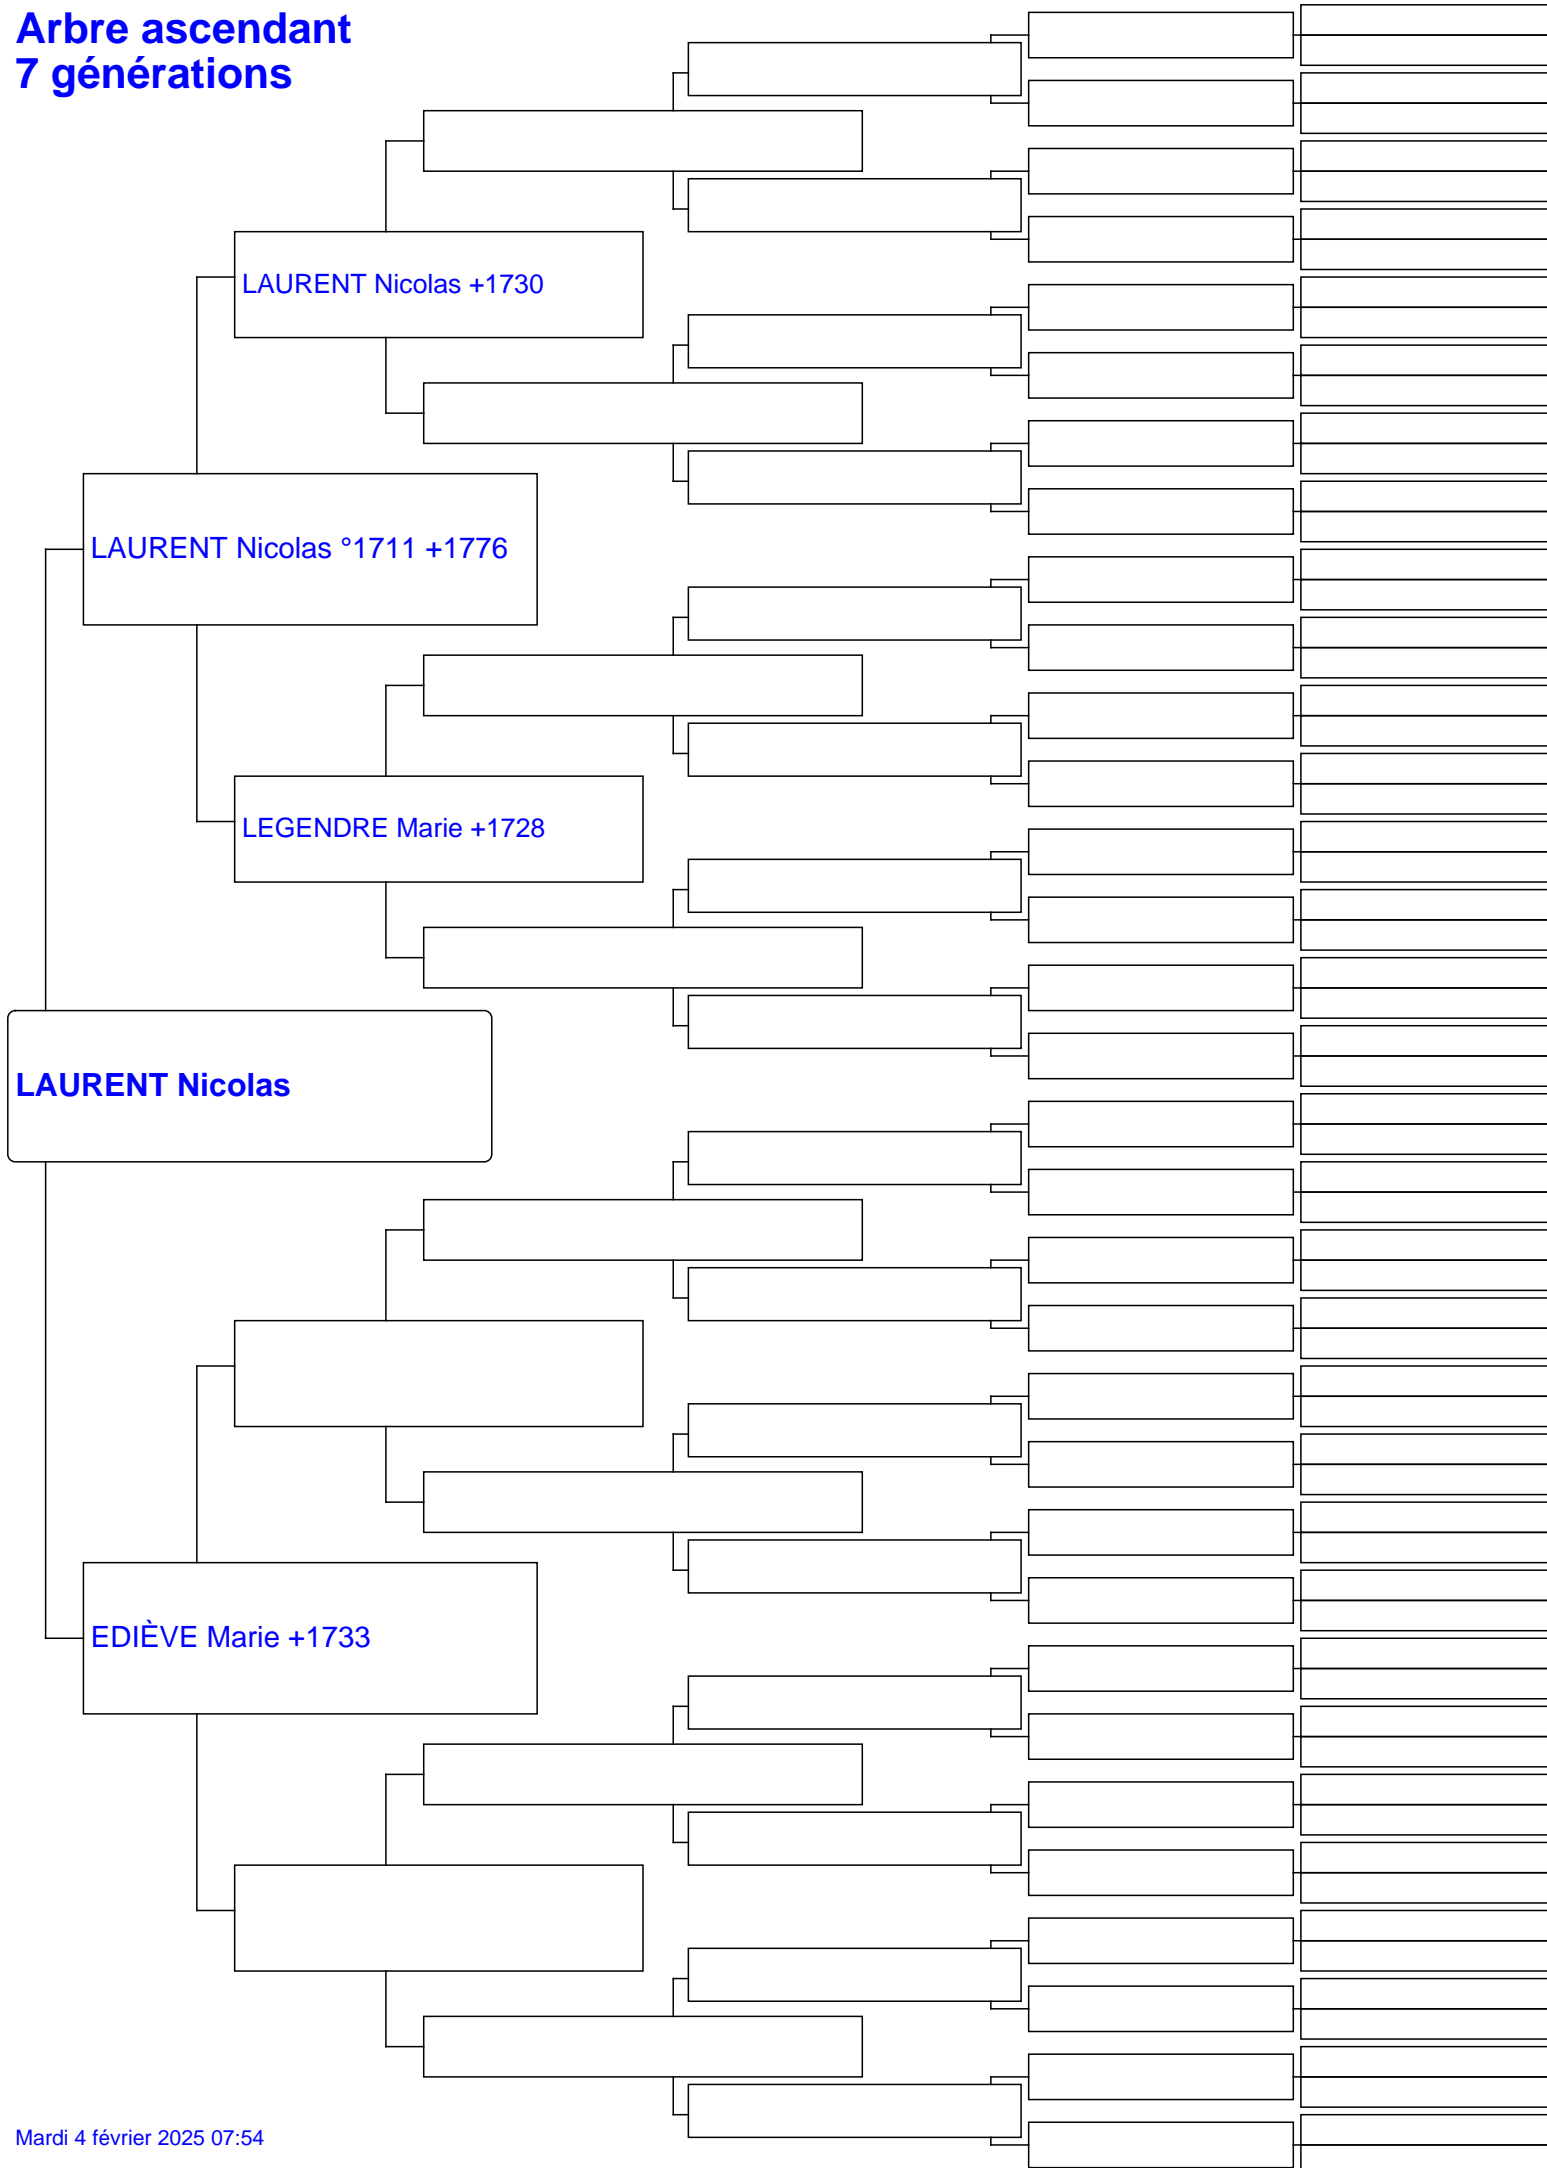 Arbre ascendant
7 générations
LAURENT Nicolas +1730
LAURENT Nicolas °1711 +1776
LEGENDRE Marie +1728
LAURENT Nicolas
EDIÈVE Marie +1733
Mardi 4 février 2025 07:54